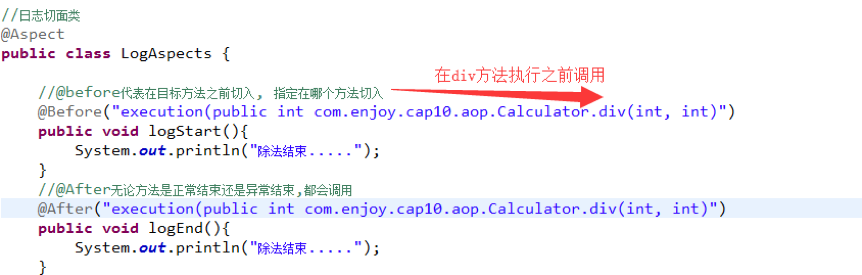 //日志切面类
@Aspect
public class LogAspects {
在div方法执行之前调用
//@before代表在目标方法之前切入, 指定在哪个方法切入
@Before("execution(public int com.enjoy.cap10.aop.Calculator.div(int, int)")
public void logStart(){
System.out.println("除法结束.....");
}
//@After无论方法是正常结束还是异常结束,都会调用
@After("execution(public int com.enjoy.cap10.aop.Calculator.div(int, int)")
public void logEnd(){
System.out.println("除法结束.....");
}